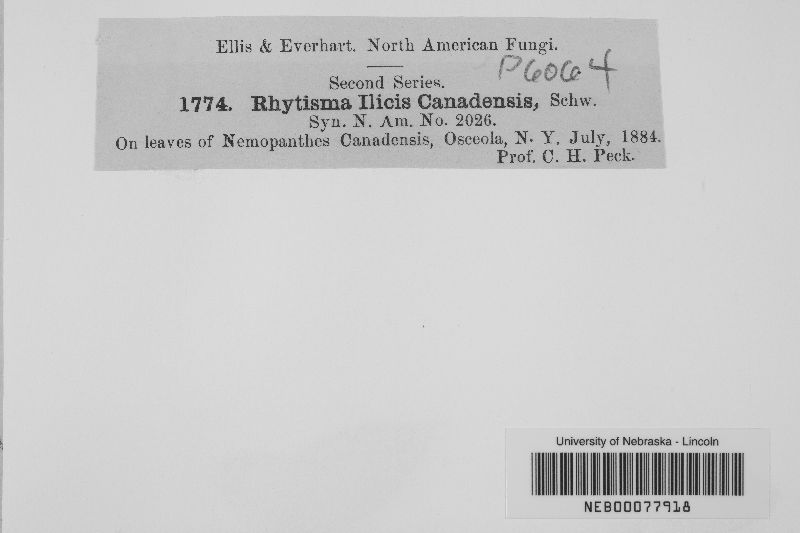 Ellis & Everhart. North American Fungi.
P60604
Second Series.
1774. Rhytisma Ilicis Canadensis, Schw.
Syn. N. Am. No. 2026.
On leaves of Nemopanthes Canadensis, Osceola, N. Y. July, 1884.
Prof. C. H. Peck.
University of Nebraska - Lincoln
NEB00077918